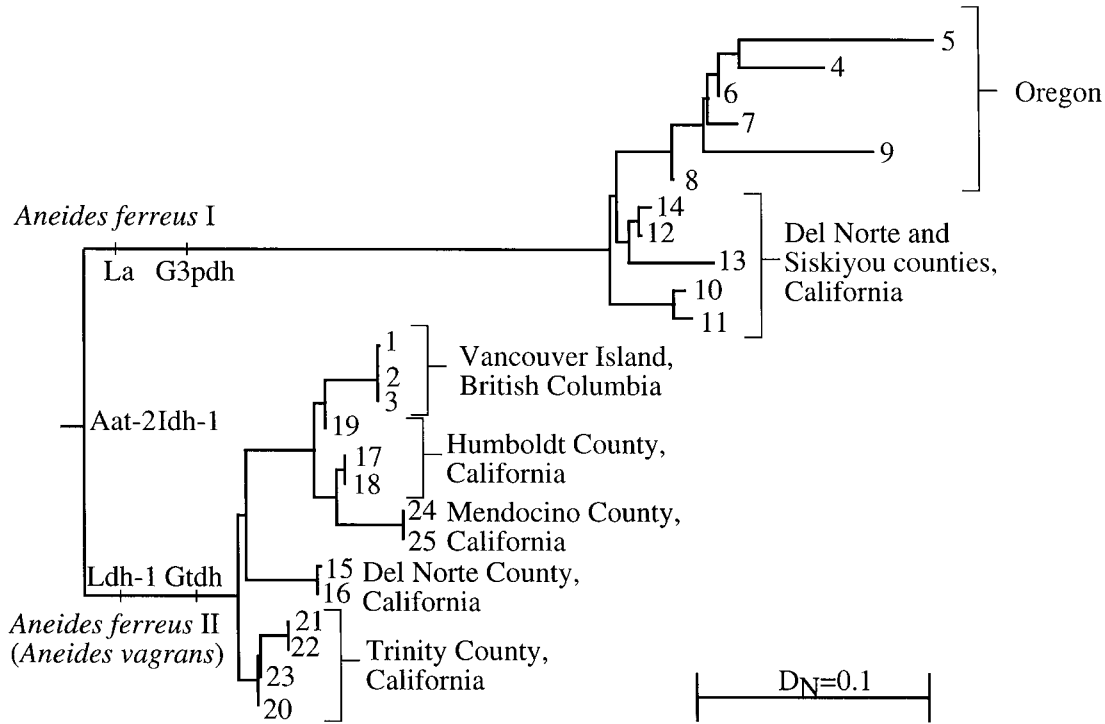 5
4
6
Oregon
7
9
8
Aneides ferreus I
14
12
Del Norte and
Siskiyou counties,
California
La G3pdh
13
10
11
1
2
3
Vancouver Island,
British Columbia
Aat-2Idh-1
19
17
18
Humboldt County,
California
24
25
Mendocino County,
California
Ldh-1 Gtdh
15
16
Del Norte County,
California
Aneides ferreus II
(Aneides vagrans)
21
22
23
20
Trinity County,
California
DN=0.1